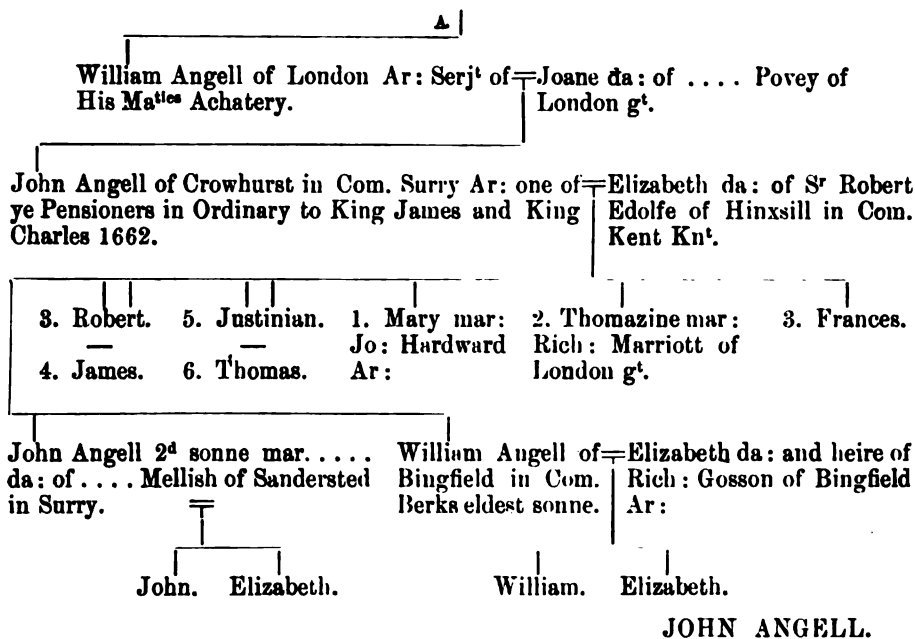 A
William Angell of London Ar: Serjᵗ of
His Maᵗⁱᵉˢ Achatery.
Joane da: of . . . . Povey of
London gᵗ.
John Angell of Crowhurst in Com. Surry Ar: one of
ye Pensioners in Ordinary to King James and King
Charles 1662.
Elizabeth da: of Sʳ Robert
Edolfe of Hinxsill in Com.
Kent Knᵗ.
3. Robert.
4. James.
5. Justinian.
6. Thomas.
1. Mary mar:
Jo: Hardward
Ar:
2. Thomazine mar:
Rich: Marriott of
London gᵗ.
3. Frances.
John Angell 2ᵈ sonne mar. . . . .
da: of . . . . Mellish of Sandersted
in Surry.
William Angell of
Bingfield in Com.
Berks eldest sonne.
Elizabeth da: and heire of
Rich: Gosson of Bingfield
Ar:
John. Elizabeth.
William. Elizabeth.
JOHN ANGELL.